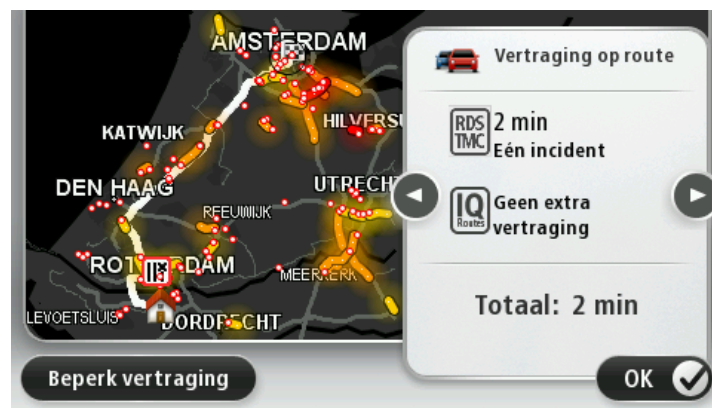 AMSTERDAM
HILVERSU
KATWIJK
DEN HAAG
UTRECHT
REEUWIJK
ROTTERDAM
MEERKERK
LEVOETSLUIS
DORDRECHT
Vertraging op route
RDS TMC 2 min
Eén incident
IQ Routes Geen extra
vertraging
Totaal: 2 min
Beperk vertraging
OK